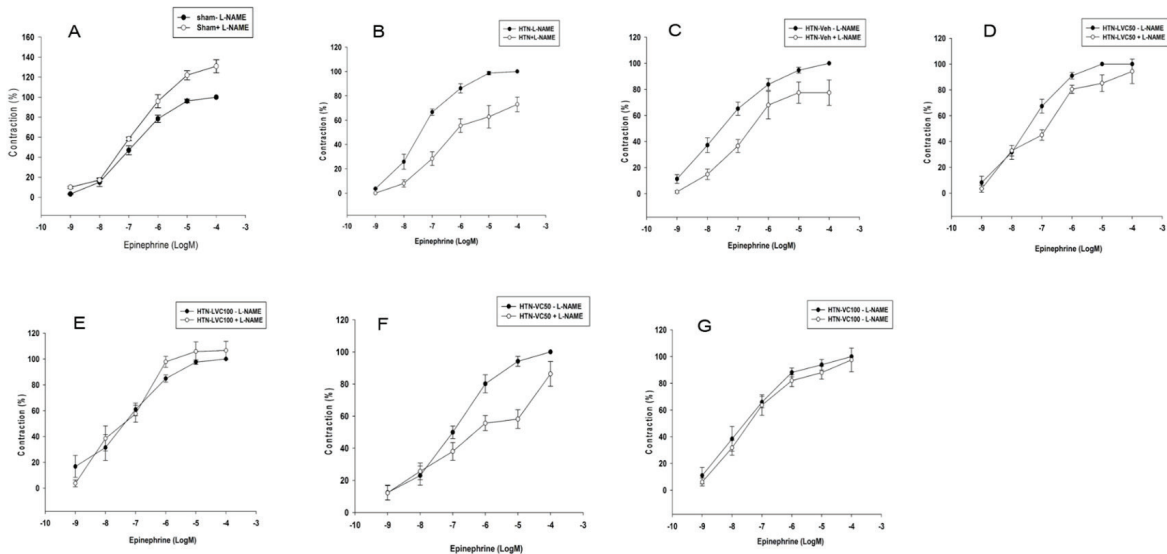 A
sham- L-NAME
Sham+ L-NAME
Contraction (%)
160
140
120
100
80
60
40
20
0
-10 -9 -8 -7 -6 -5 -4 -3
Epinephrine (LogM)
B
HTN-L-NAME
HTN+L-NAME
Contraction (%)
120
100
80
60
40
20
0
-10 -9 -8 -7 -6 -5 -4 -3
Epinephrine (LogM)
C
HTN-Veh - L-NAME
HTN-Veh + L-NAME
Contraction (%)
120
100
80
60
40
20
0
-10 -9 -8 -7 -6 -5 -4 -3
Epinephrine (LogM)
D
HTN-LVC50 - L-NAME
HTN-LVC50 + L-NAME
Contraction (%)
120
100
80
60
40
20
0
-10 -9 -8 -7 -6 -5 -4 -3
Epinephrine (LogM)
E
HTN-LVC100 - L-NAME
HTN-LVC100 + L-NAME
Contraction (%)
120
100
80
60
40
20
0
-10 -9 -8 -7 -6 -5 -4 -3
Epinephrine (LogM)
F
HTN-VC50 - L-NAME
HTN-VC50 + L-NAME
Contraction (%)
120
100
80
60
40
20
0
-10 -9 -8 -7 -6 -5 -4 -3
Epinephrine (LogM)
G
HTN-VC100 - L-NAME
HTN-VC100 - L-NAME
Contraction (%)
120
100
80
60
40
20
0
-10 -9 -8 -7 -6 -5 -4 -3
Epinephrine (LogM)